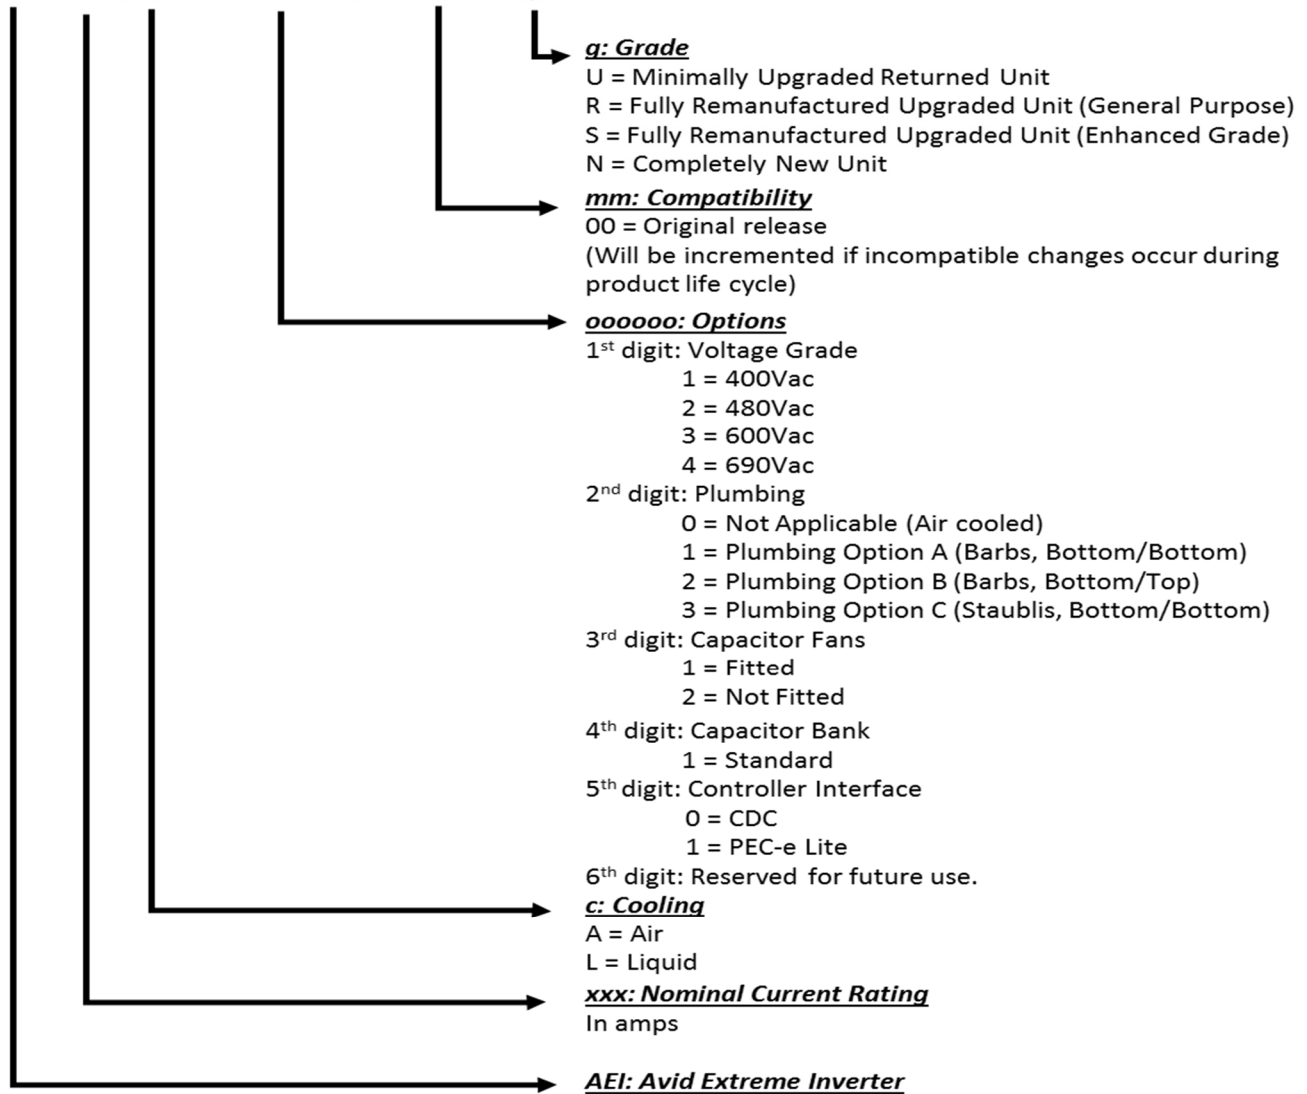 g: Grade
U = Minimally Upgraded Returned Unit
R = Fully Remanufactured Upgraded Unit (General Purpose)
S = Fully Remanufactured Upgraded Unit (Enhanced Grade)
N = Completely New Unit
mm: Compatibility
00 = Original release
(Will be incremented if incompatible changes occur during
product life cycle)
oooooo: Options
1st digit: Voltage Grade
1 = 400Vac
2 = 480Vac
3 = 600Vac
4 = 690Vac
2nd digit: Plumbing
0 = Not Applicable (Air cooled)
1 = Plumbing Option A (Barbs, Bottom/Bottom)
2 = Plumbing Option B (Barbs, Bottom/Top)
3 = Plumbing Option C (Staublis, Bottom/Bottom)
3rd digit: Capacitor Fans
1 = Fitted
2 = Not Fitted
4th digit: Capacitor Bank
1 = Standard
5th digit: Controller Interface
0 = CDC
1 = PEC-e Lite
6th digit: Reserved for future use.
c: Cooling
A = Air
L = Liquid
xxx: Nominal Current Rating
In amps
AEI: Avid Extreme Inverter